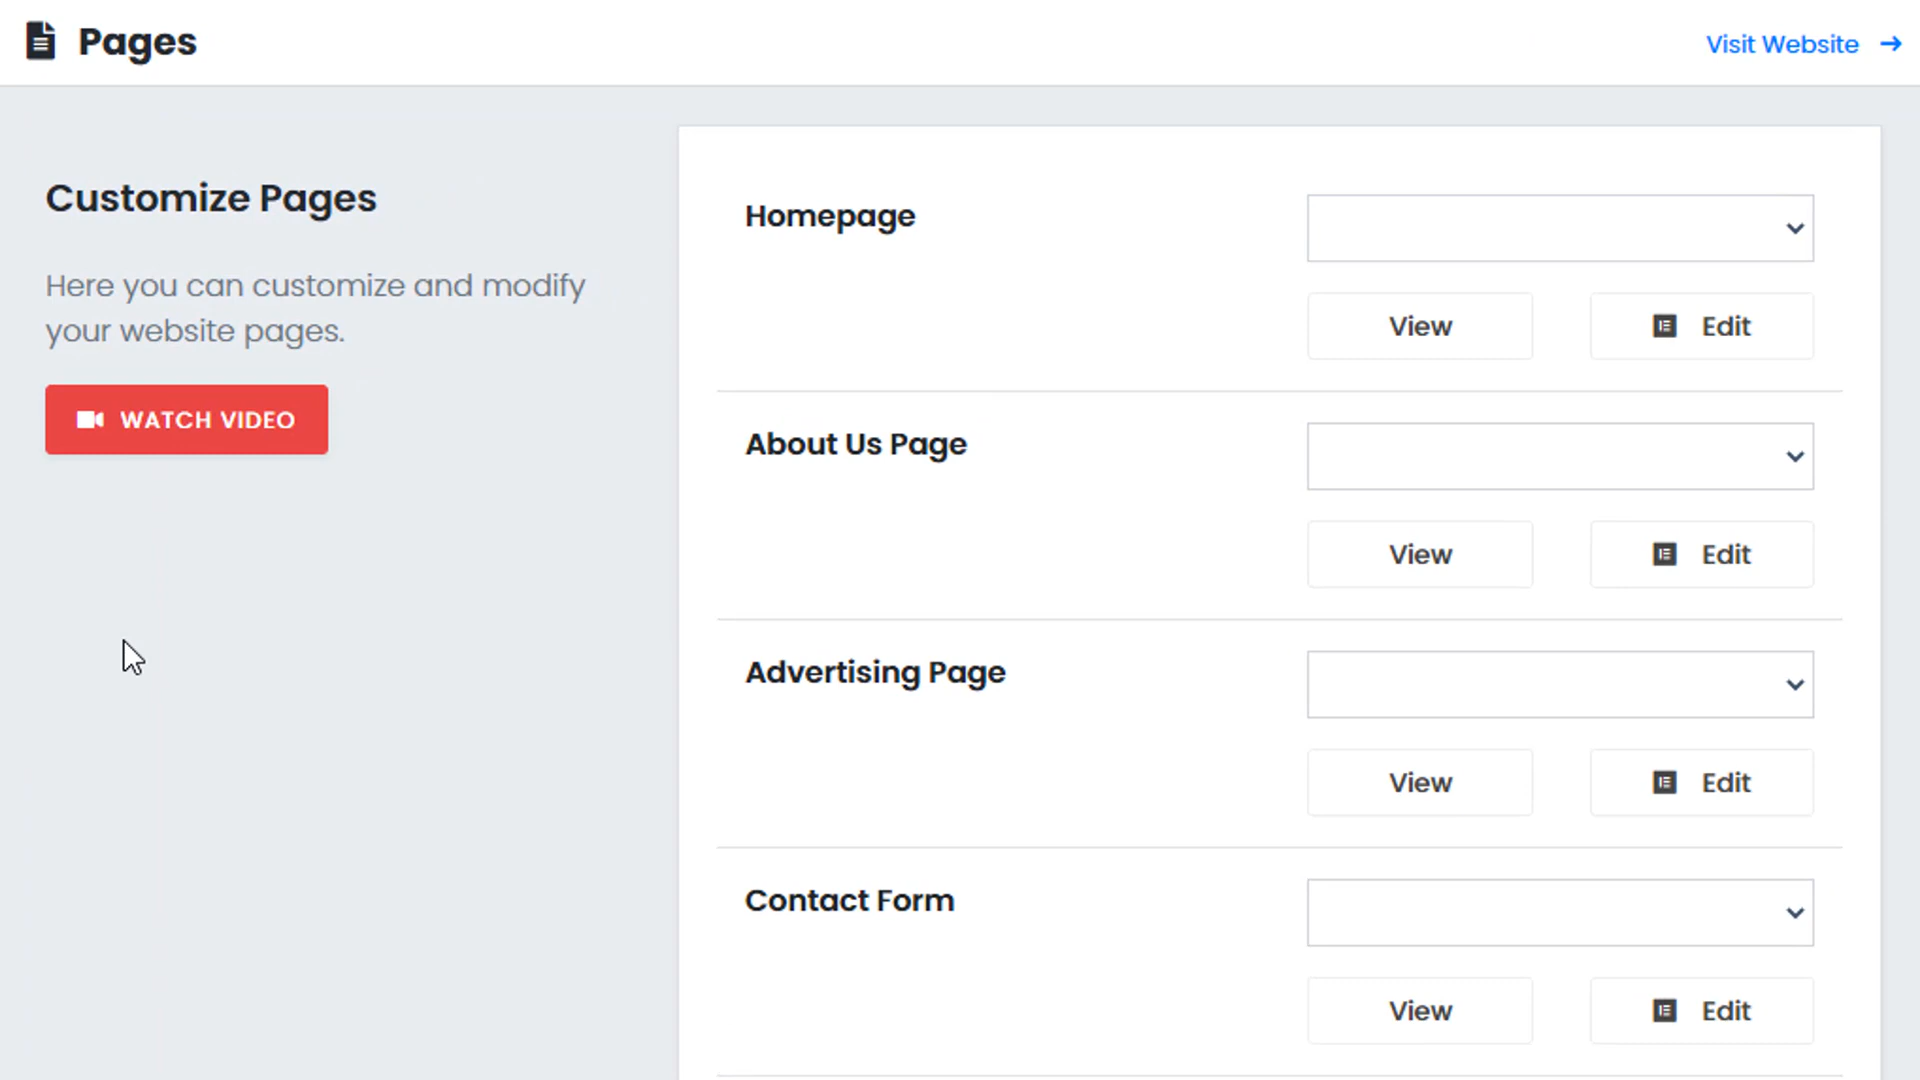 Pages
Visit Website
Customize Pages
Here you can customize and modify
your website pages.
WATCH VIDEO
Homepage
View
Edit
About Us Page
View
Edit
Advertising Page
View
Edit
Contact Form
View
Edit